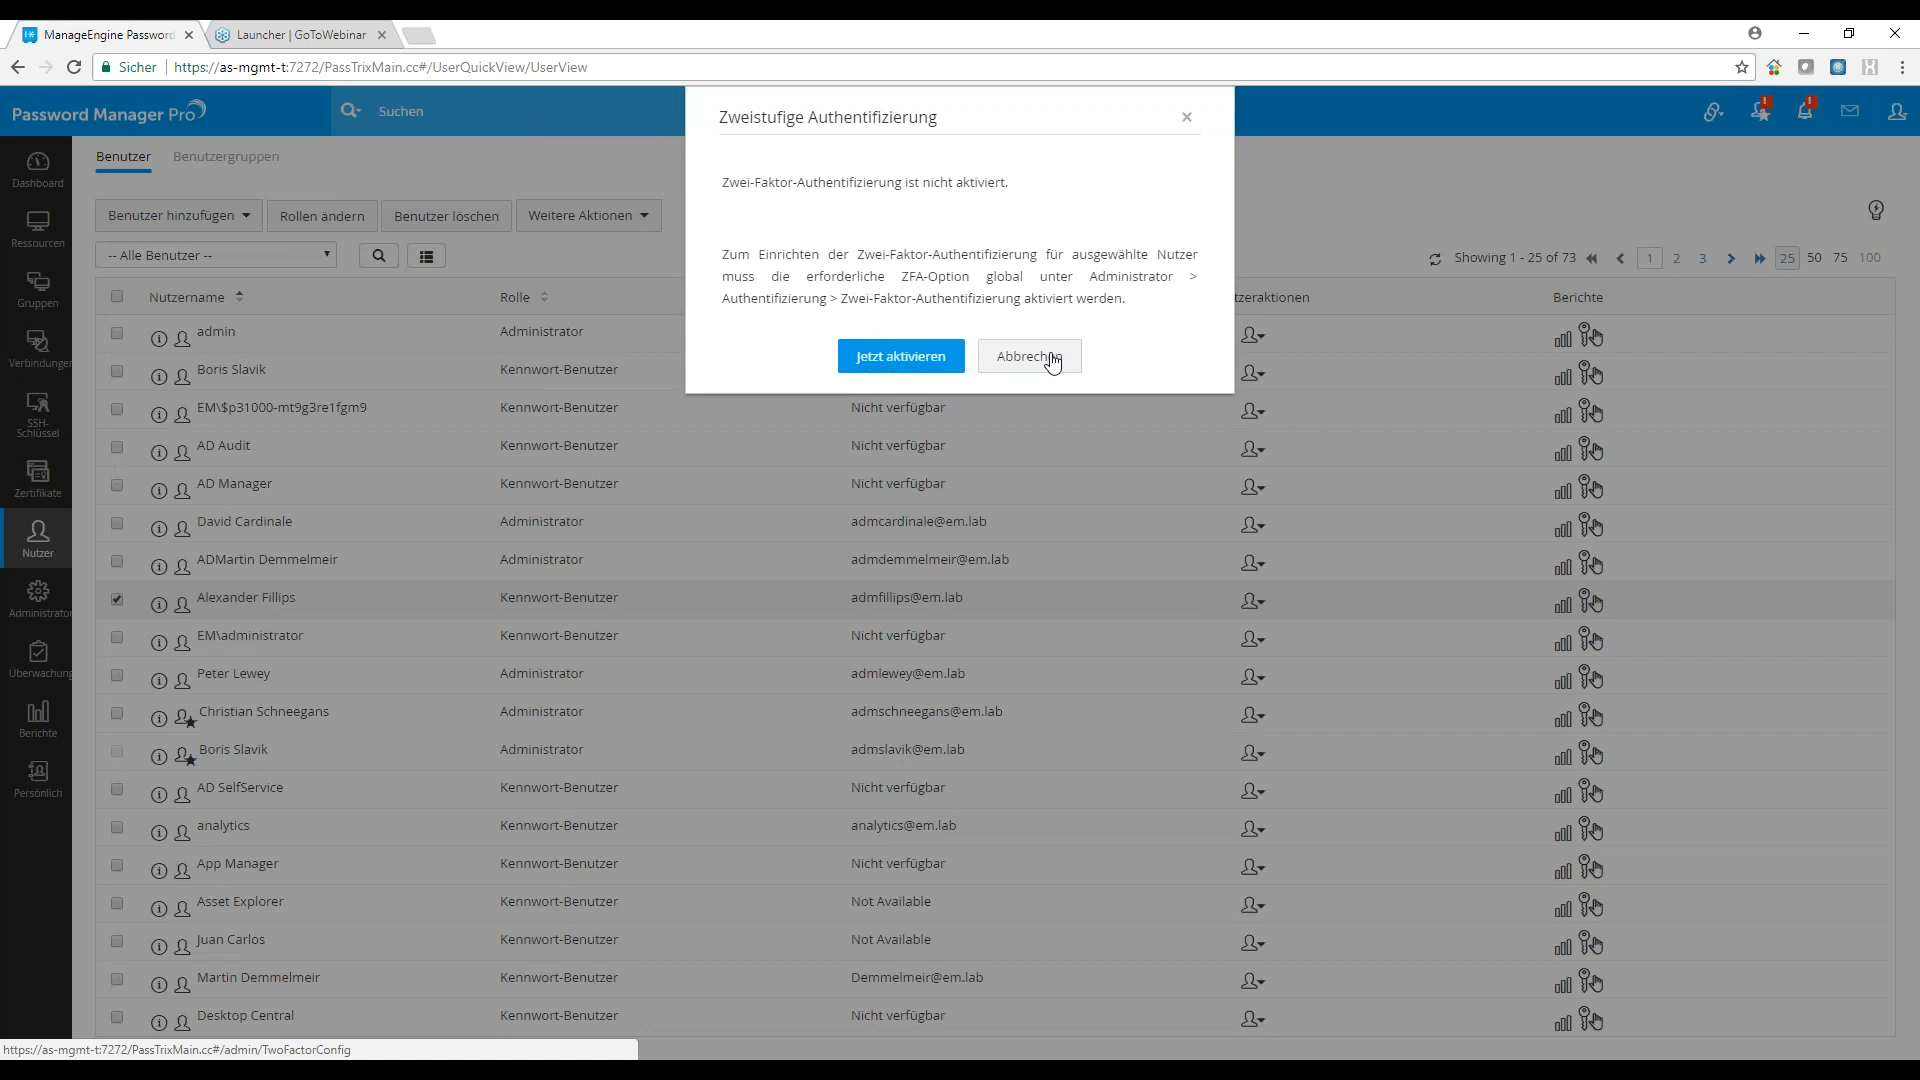 ManageEngine Password
Launcher | GoToWebinar
Sicher
https://as-mgmt-t:7272/PassTrixMain.cc#/UserQuickView/UserView
Password Manager Pro
Suchen
Dashboard
Ressourcen
Gruppen
Verbindungen
SSH-
Schlüssel
Zertifikate
Nutzer
Administrator
Überwachung
Berichte
Persönlich
Benutzer Benutzergruppen
Benutzer hinzufügen Rollen ändern Benutzer löschen Weitere Aktionen
-- Alle Benutzer --
Showing 1 - 25 of 73 1 2 3 25 50 75 100
Zweistufige Authentifizierung
Zwei-Faktor-Authentifizierung ist nicht aktiviert.
Zum Einrichten der Zwei-Faktor-Authentifizierung für ausgewählte Nutzer
muss die erforderliche ZFA-Option global unter Administrator >
Authentifizierung > Zwei-Faktor-Authentifizierung aktiviert werden.
Jetzt aktivieren
Nutzername Rolle tzeraktionen Berichte
admin Administrator
Boris Slavik Kennwort-Benutzer
EM\$p31000-mt9g3re1fgm9 Kennwort-Benutzer Nicht verfügbar
AD Audit Kennwort-Benutzer Nicht verfügbar
AD Manager Kennwort-Benutzer Nicht verfügbar
David Cardinale Administrator admcardinale@em.lab
ADMartin Demmelmeir Administrator admdemmelmeir@em.lab
Alexander Fillips Kennwort-Benutzer admfillips@em.lab
EM\administrator Kennwort-Benutzer Nicht verfügbar
Peter Lewey Administrator admlewey@em.lab
Christian Schneegans Administrator admschneegans@em.lab
Boris Slavik Administrator admslavik@em.lab
AD SelfService Kennwort-Benutzer Nicht verfügbar
analytics Kennwort-Benutzer analytics@em.lab
App Manager Kennwort-Benutzer Nicht verfügbar
Asset Explorer Kennwort-Benutzer Not Available
Juan Carlos Kennwort-Benutzer Not Available
Martin Demmelmeir Kennwort-Benutzer Demmelmeir@em.lab
Desktop Central Kennwort-Benutzer Nicht verfügbar
https://as-mgmt-t:7272/PassTrixMain.cc#/admin/TwoFactorConfig